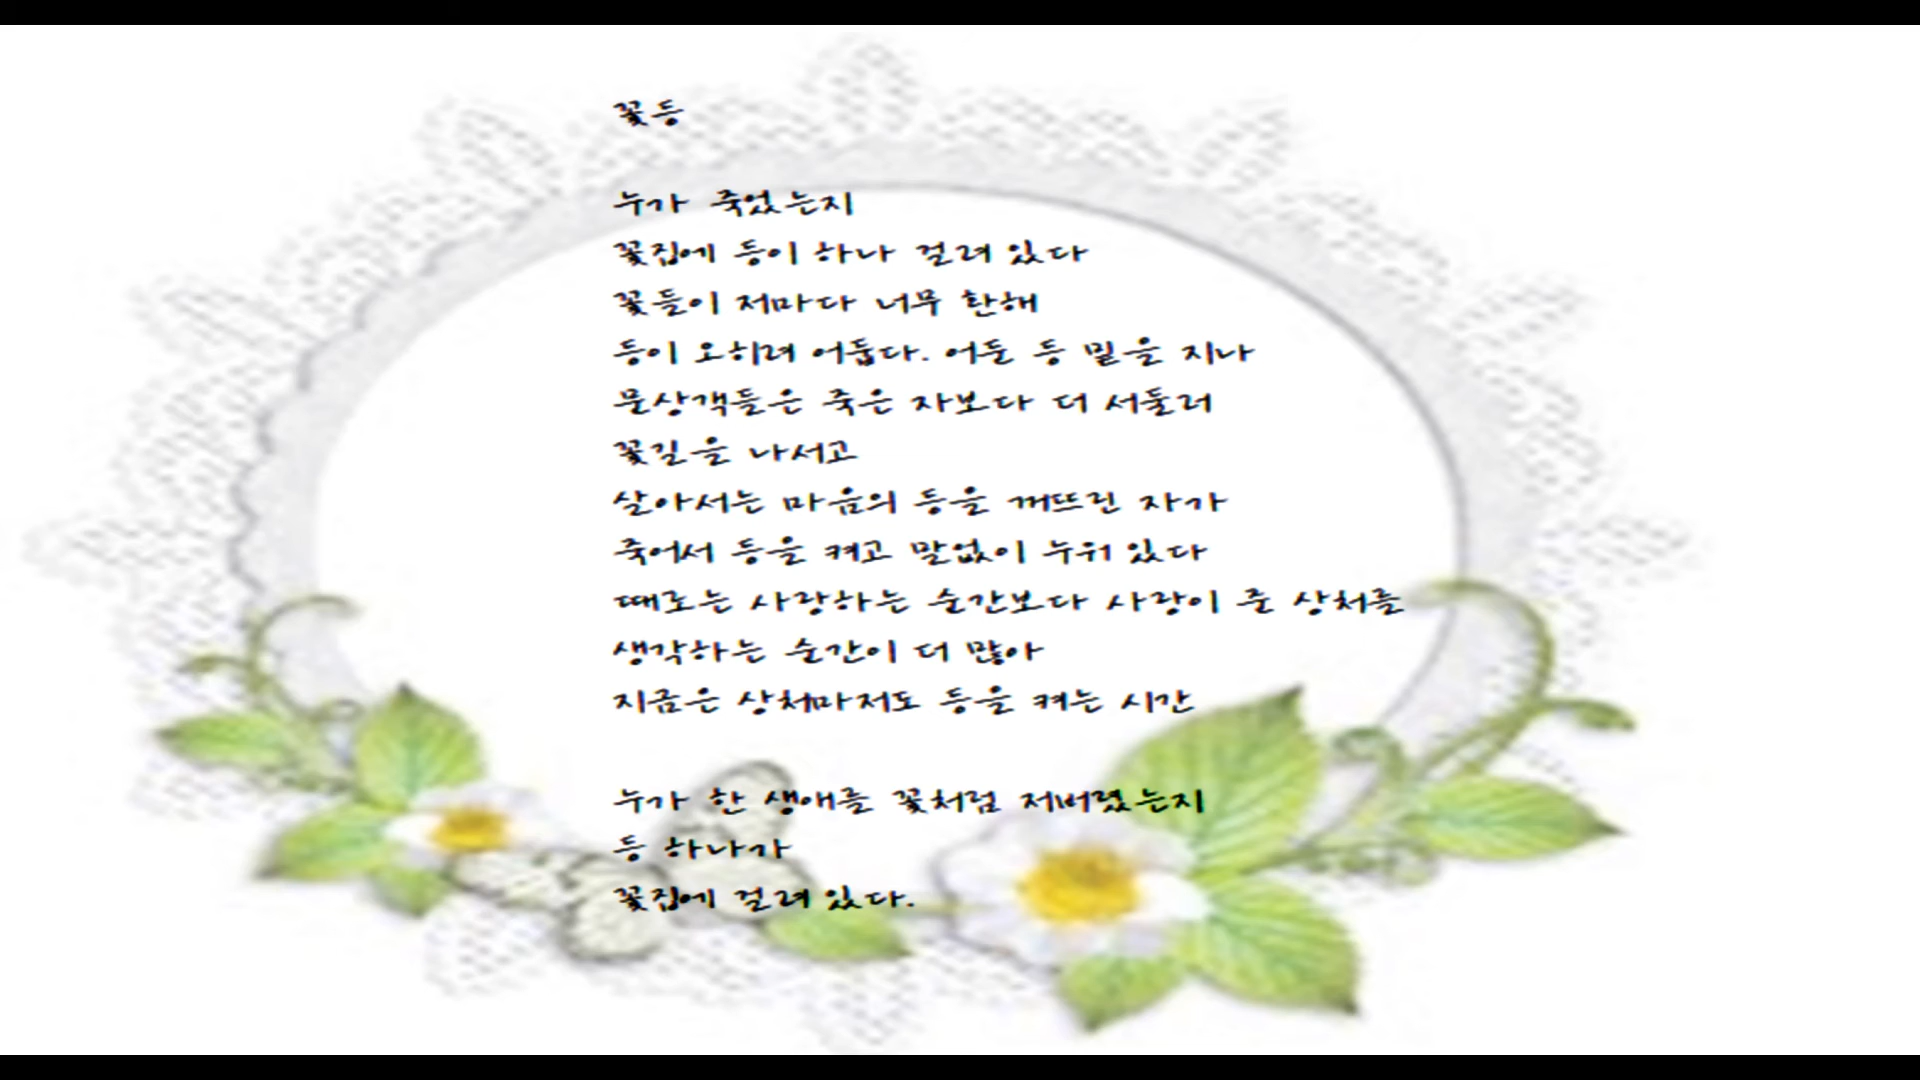 꽃등
누가 죽었는지
꽃집에 등이 하나 걸려 있다
꽃들이 저마다 너무 환해
등이 오히려 어둡다. 어둔 등 밑을 지나
문상객들은 죽은 자보다 더 서둘러
꽃길을 나서고
살아서는 마음의 등을 꺼뜨린 자가
죽어서 등을 켜고 말없이 누워 있다
때로는 사랑하는 순간보다 사랑이 준 상처를
생각하는 순간이 더 많아
지금은 상처마저도 등을 켜는 시간
누가 한 생애를 꽃처럼 저버렸는지
등 하나가
꽃집에 걸려 있다.